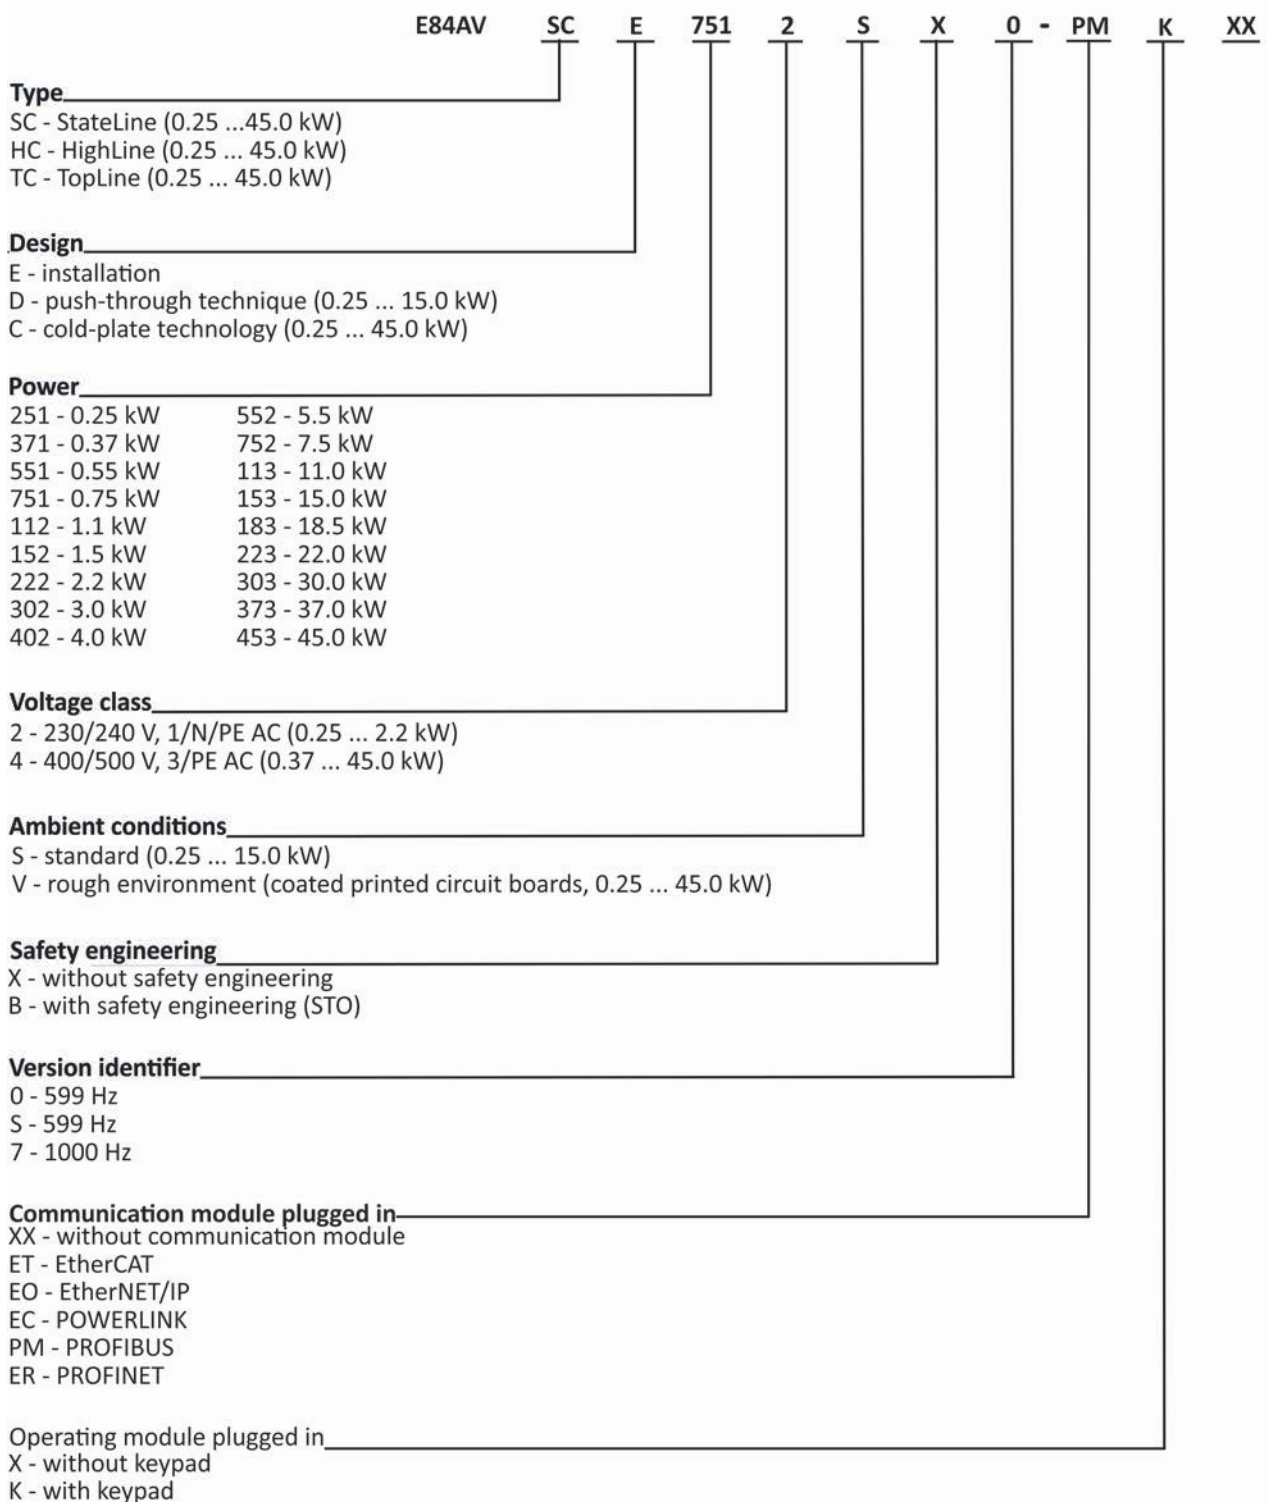 E84AV SC E 751 2 S X 0 - PM K XX
Type
SC - StateLine (0.25 ...45.0 kW)
HC - HighLine (0.25 ... 45.0 kW)
TC - TopLine (0.25 ... 45.0 kW)
Design
E - installation
D - push-through technique (0.25 ... 15.0 kW)
C - cold-plate technology (0.25 ... 45.0 kW)
Power
251 - 0.25 kW 552 - 5.5 kW
371 - 0.37 kW 752 - 7.5 kW
551 - 0.55 kW 113 - 11.0 kW
751 - 0.75 kW 153 - 15.0 kW
112 - 1.1 kW 183 - 18.5 kW
152 - 1.5 kW 223 - 22.0 kW
222 - 2.2 kW 303 - 30.0 kW
302 - 3.0 kW 373 - 37.0 kW
402 - 4.0 kW 453 - 45.0 kW
Voltage class
2 - 230/240 V, 1/N/PE AC (0.25 ... 2.2 kW)
4 - 400/500 V, 3/PE AC (0.37 ... 45.0 kW)
Ambient conditions
S - standard (0.25 ... 15.0 kW)
V - rough environment (coated printed circuit boards, 0.25 ... 45.0 kW)
Safety engineering
X - without safety engineering
B - with safety engineering (STO)
Version identifier
0 - 599 Hz
S - 599 Hz
7 - 1000 Hz
Communication module plugged in
XX - without communication module
ET - EtherCAT
EO - EtherNET/IP
EC - POWERLINK
PM - PROFIBUS
ER - PROFINET
Operating module plugged in
X - without keypad
K - with keypad